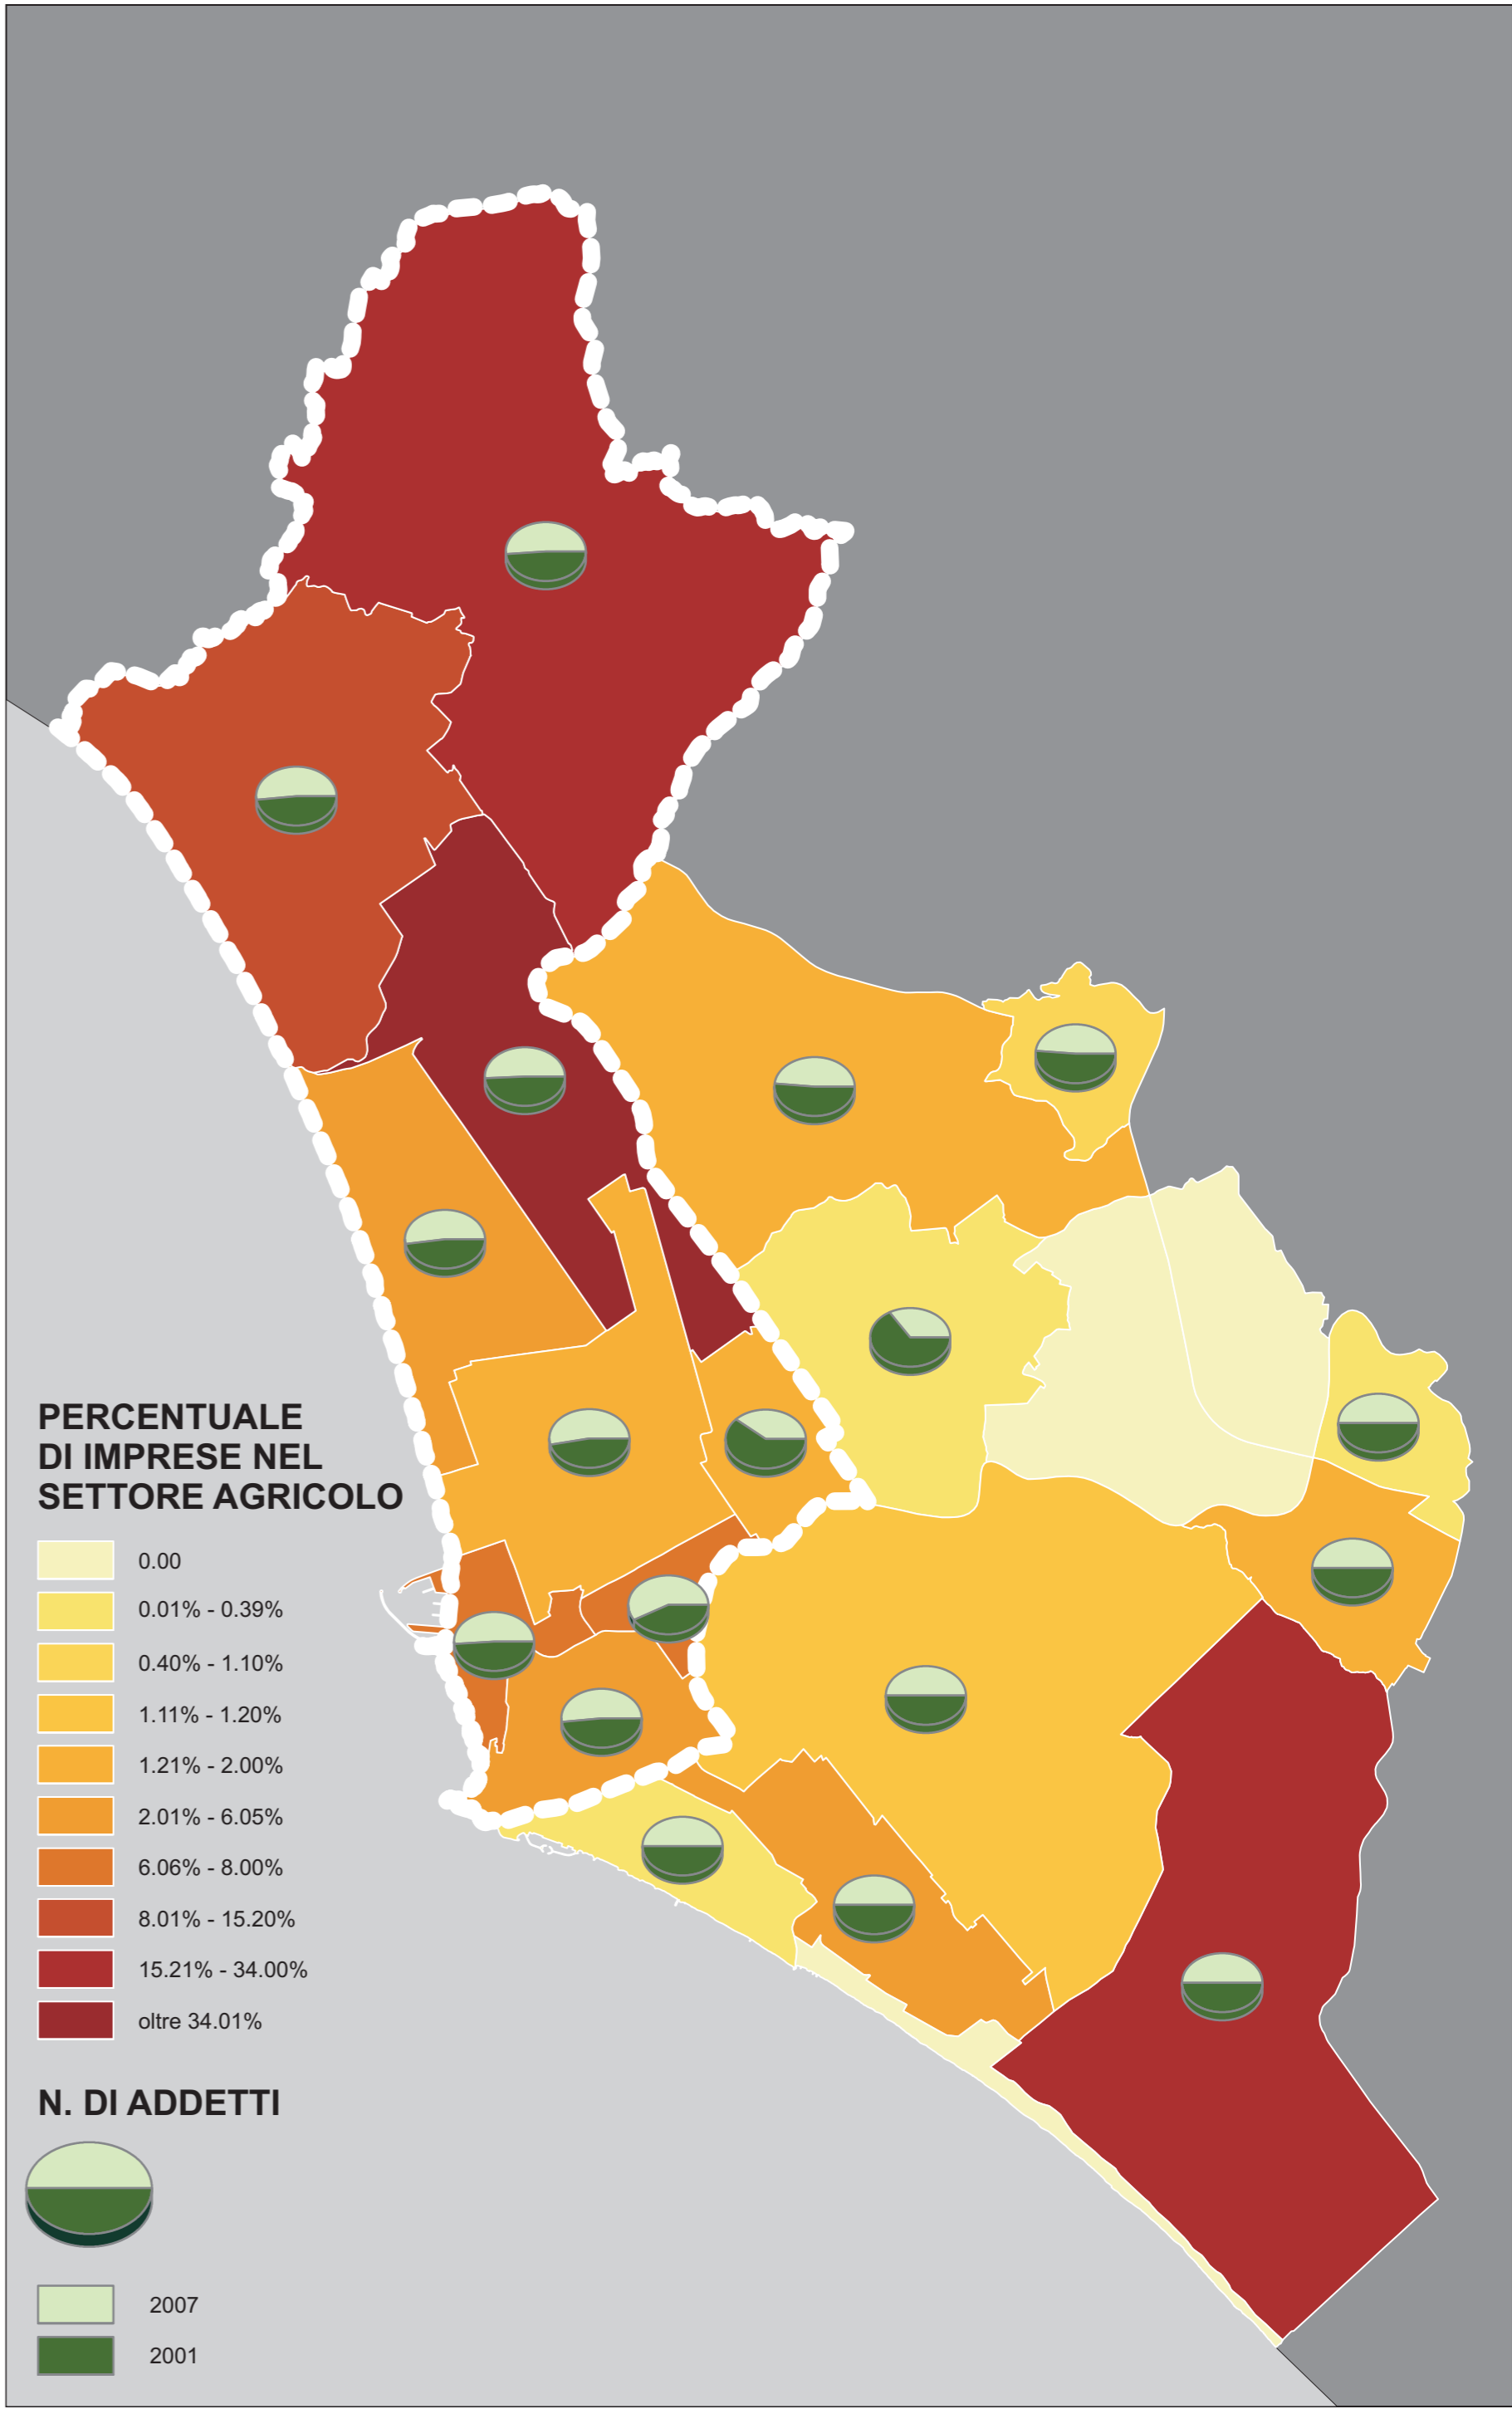 PERCENTUALE
DI IMPRESE NEL
SETTORE AGRICOLO
0.00
0.01% - 0.39%
0.40% - 1.10%
1.11% - 1.20%
1.21% - 2.00%
2.01% - 6.05%
6.06% - 8.00%
8.01% - 15.20%
15.21% - 34.00%
oltre 34.01%
N. DI ADDETTI
2007
2001